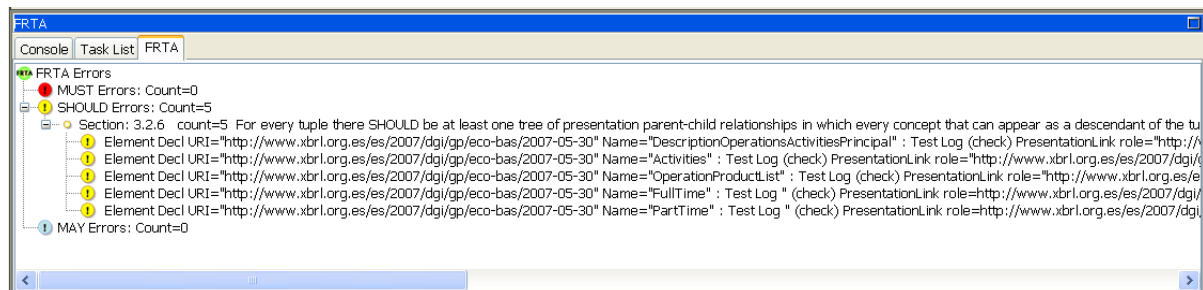 FRTA
Console Task List FRTA
FRTA FRTA Errors
! MUST Errors: Count=0
! SHOULD Errors: Count=5
Section: 3.2.6 count=5 For every tuple there SHOULD be at least one tree of presentation parent-child relationships in which every concept that can appear as a descendant of the tu
! Element Decl URI="http://www.xbrl.org.es/es/2007/dgi/gp/eco-bas/2007-05-30" Name="DescriptionOperationsActivitiesPrincipal" : Test Log (check) PresentationLink role="http://
! Element Decl URI="http://www.xbrl.org.es/es/2007/dgi/gp/eco-bas/2007-05-30" Name="Activities" : Test Log (check) PresentationLink role="http://www.xbrl.org.es/es/2007/dgi/
! Element Decl URI="http://www.xbrl.org.es/es/2007/dgi/gp/eco-bas/2007-05-30" Name="OperationProductList" : Test Log (check) PresentationLink role="http://www.xbrl.org.es/e
! Element Decl URI="http://www.xbrl.org.es/es/2007/dgi/gp/eco-bas/2007-05-30" Name="FullTime" : Test Log " (check) PresentationLink role=http://www.xbrl.org.es/es/2007/dgi/
! Element Decl URI="http://www.xbrl.org.es/es/2007/dgi/gp/eco-bas/2007-05-30" Name="PartTime" : Test Log " (check) PresentationLink role=http://www.xbrl.org.es/es/2007/dgi,
! MAY Errors: Count=0